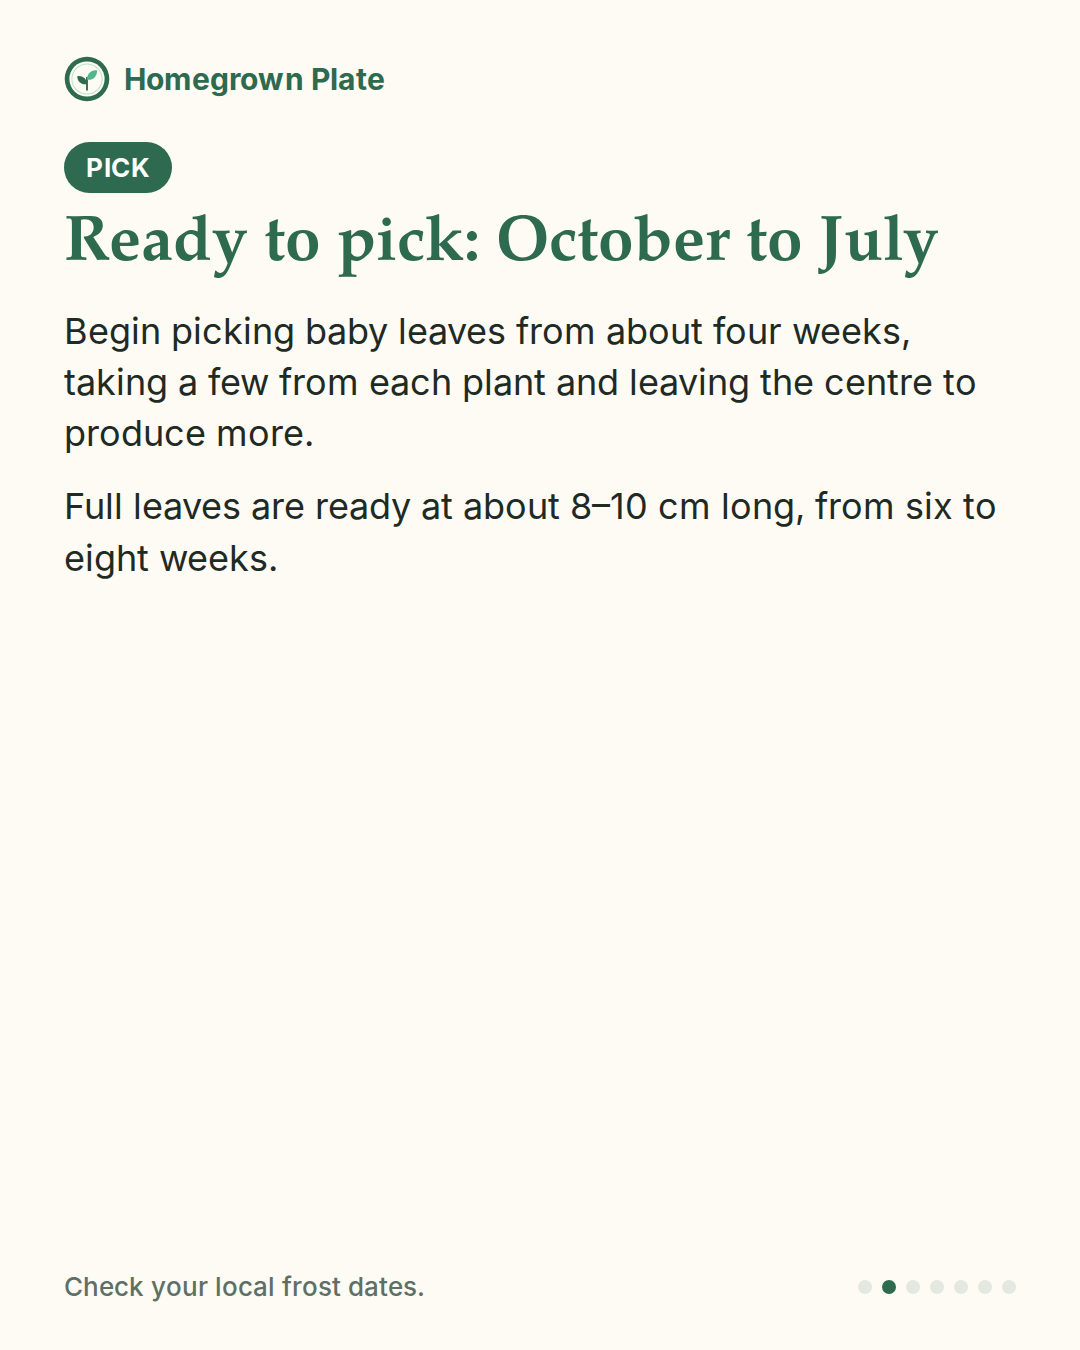 Homegrown Plate
PICK
Ready to pick: October to July
Begin picking baby leaves from about four weeks,
taking a few from each plant and leaving the centre to
produce more.
Full leaves are ready at about 8–10 cm long, from six to
eight weeks.
Check your local frost dates.